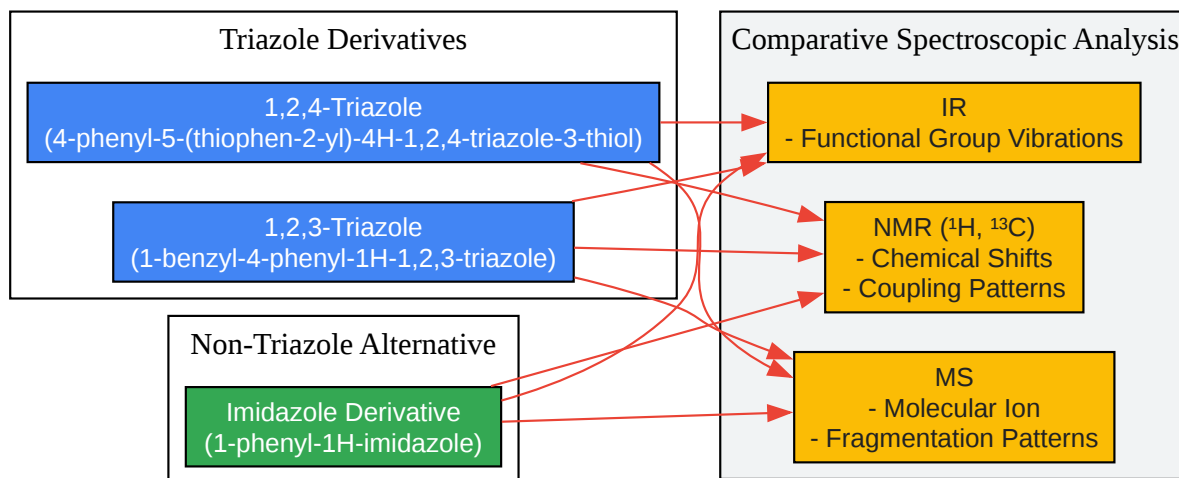 Triazole Derivatives
1,2,4-Triazole
(4-phenyl-5-(thiophen-2-yl)-4H-1,2,4-triazole-3-thiol)
1,2,3-Triazole
(1-benzyl-4-phenyl-1H-1,2,3-triazole)
Non-Triazole Alternative
Imidazole Derivative
(1-phenyl-1H-imidazole)
Comparative Spectroscopic Analysis
IR
- Functional Group Vibrations
NMR (¹H, ¹³C)
- Chemical Shifts
- Coupling Patterns
MS
- Molecular Ion
- Fragmentation Patterns